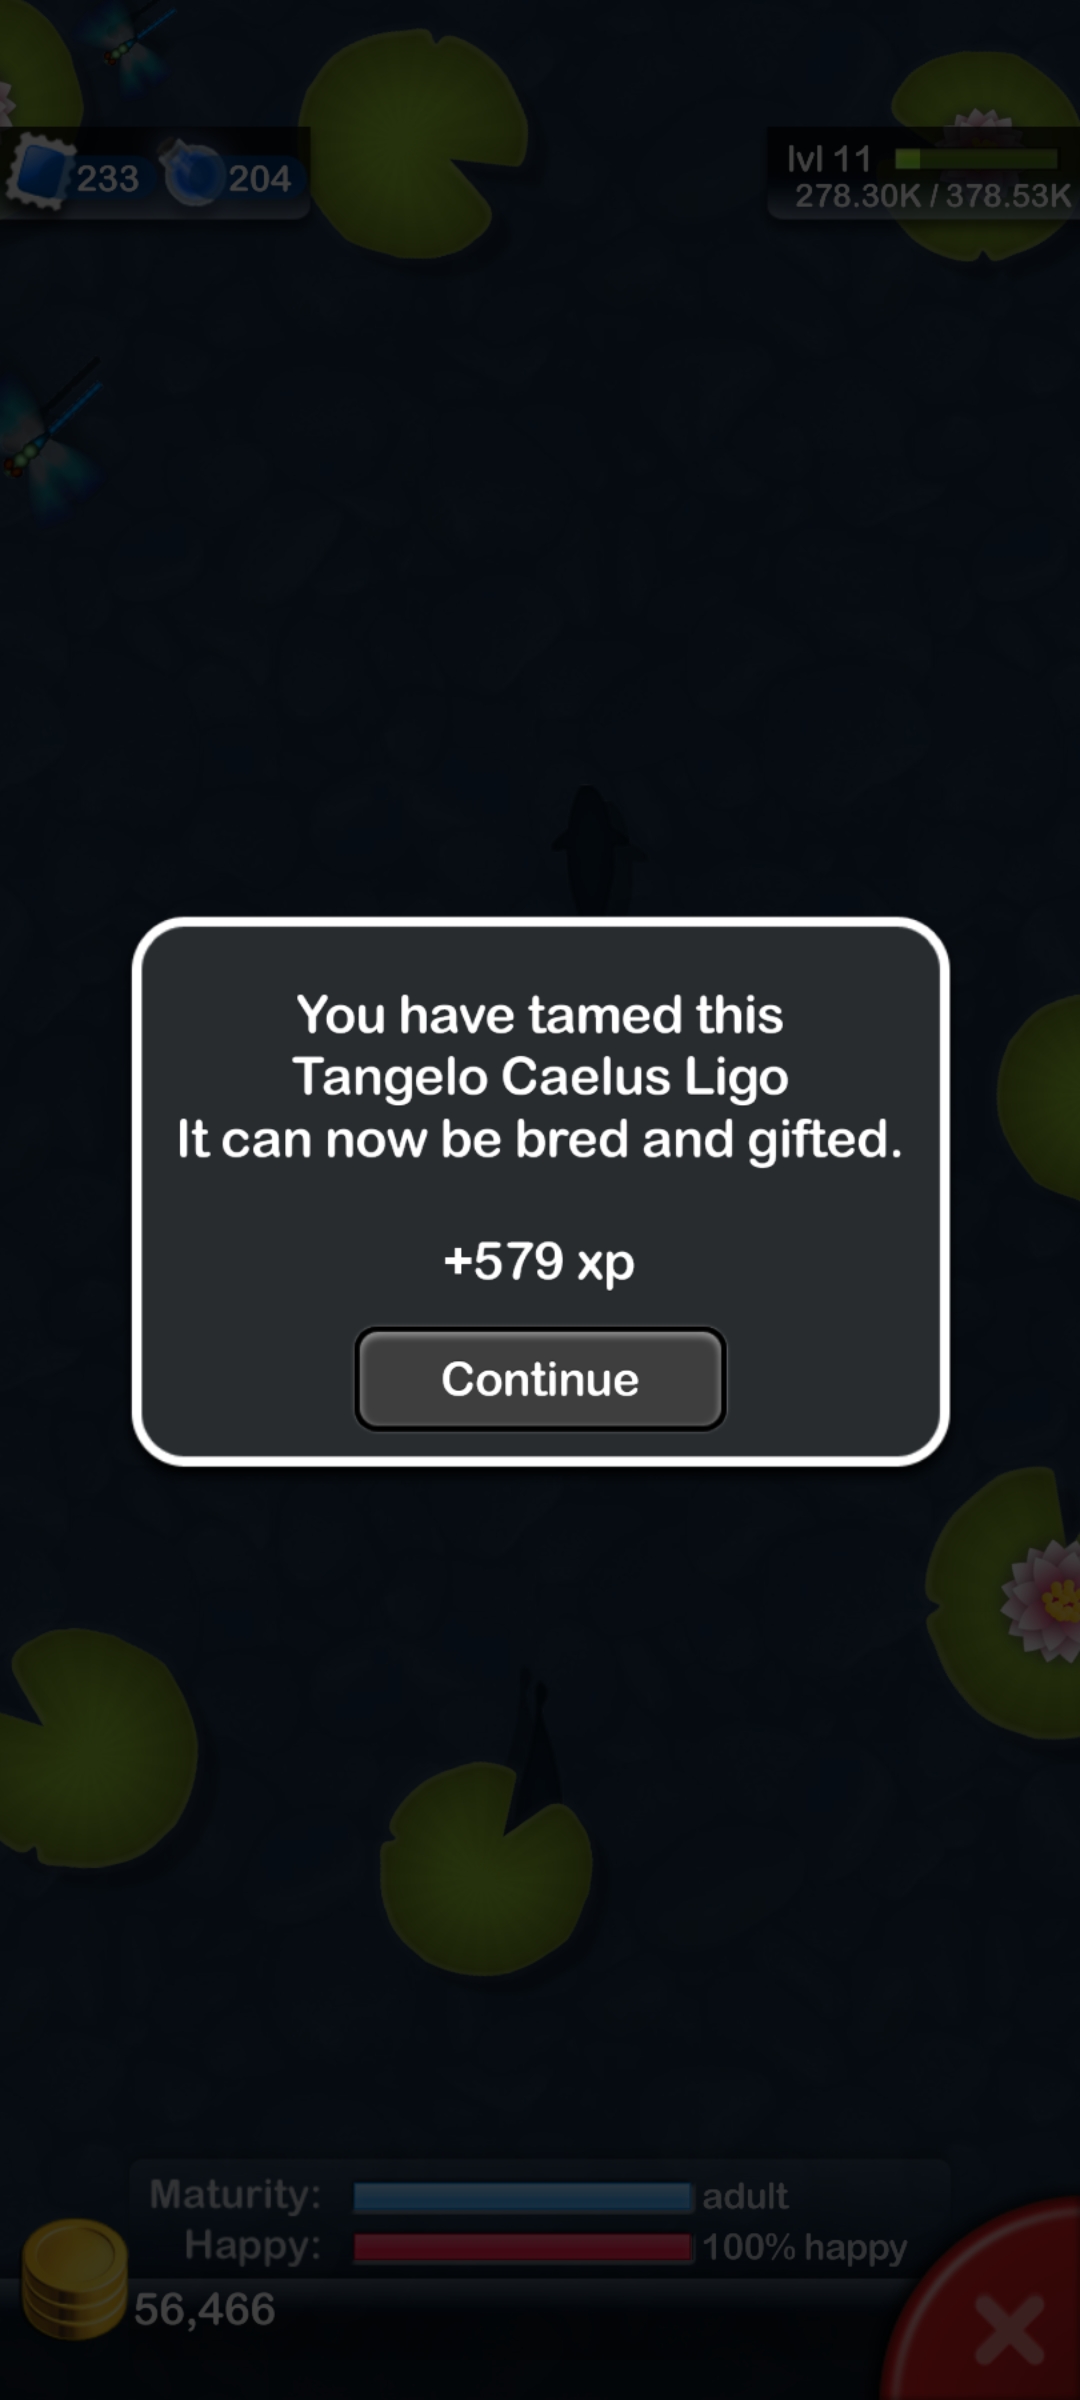 233
204
lvl 11
278.30K / 378.53K
You have tamed this
Tangelo Caelus Ligo
It can now be bred and gifted.
+579 xp
Continue
Maturity: adult
Happy: 100% happy
56,466